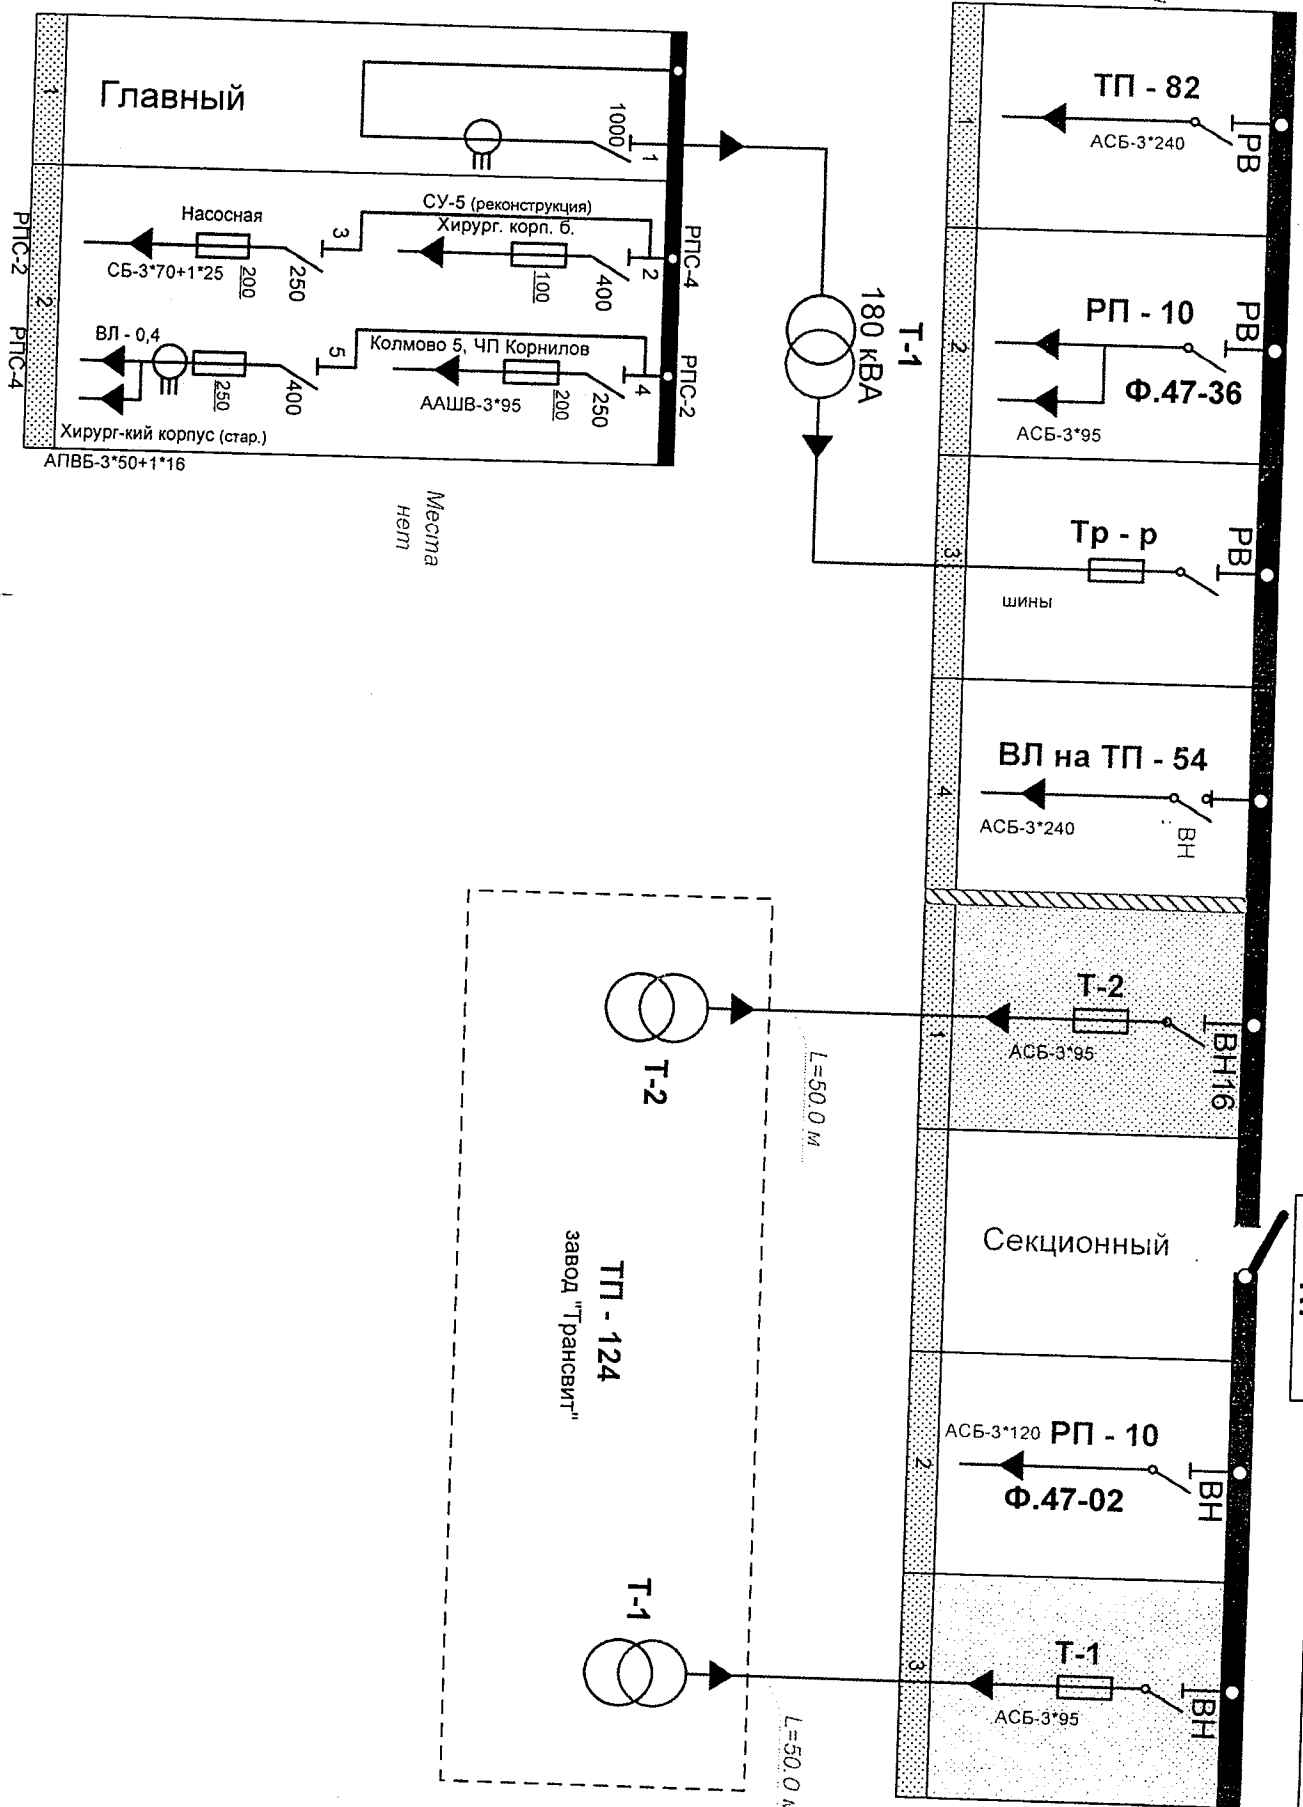 Главный
1
1000
1
СУ-5 (реконструкция)
Хирург. корп. б.
100
400
2
РПС-4
Насосная
СБ-3*70+1*25
200
250
3
РПС-2
2
Колмово 5, ЧП Корнилов
ААШВ-3*95
200
250
4
РПС-2
ВЛ - 0,4
250
400
5
РПС-4
Хирург-кий корпус (стар.)
АПВБ-3*50+1*16
Места
нет
Т-1
180 кВА
ТП - 82
АСБ-3*240
РВ
1
РП - 10
Ф.47-36
АСБ-3*95
РВ
2
Тр - р
шины
РВ
3
ВЛ на ТП - 54
АСБ-3*240
ВН
4
Т-2
АСБ-3*95
ВН16
1
L=50.0 м
Т-2
Секционный
ТП - 124
завод "Трансвит"
АСБ-3*120 РП - 10
Ф.47-02
ВН
2
Т-1
АСБ-3*95
ВН
3
Т-1
L=50.0